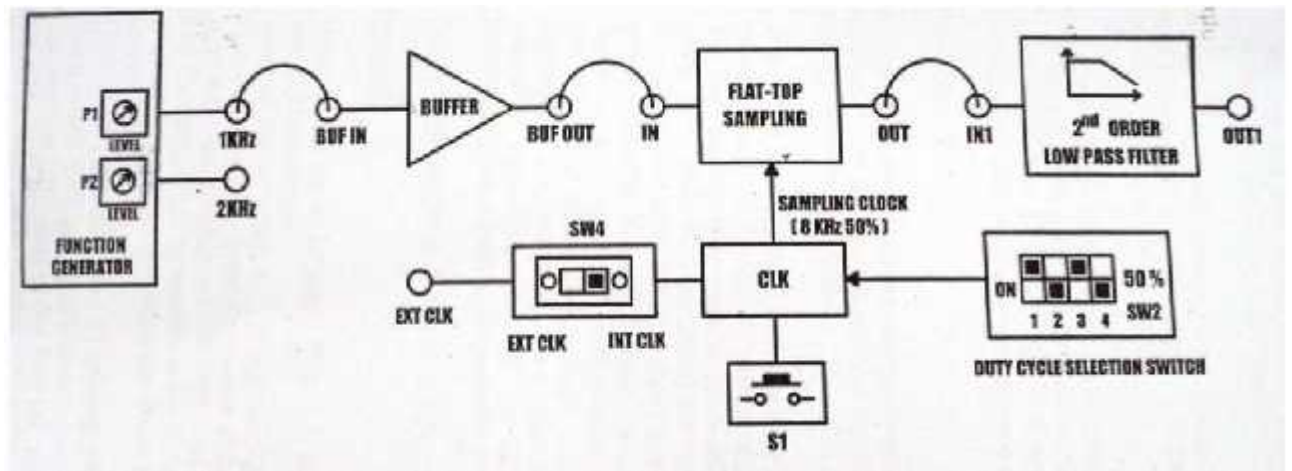 P1
LEVEL
P2
LEVEL
FUNCTION
GENERATOR
1KHz
2KHz
BUF IN
BUFFER
BUF OUT
IN
FLAT-TOP
SAMPLING
OUT
IN1
2nd ORDER
LOW PASS FILTER
OUT1
SAMPLING CLOCK
( 8 KHz 50% )
SW4
EXT CLK
EXT CLK
INT CLK
CLK
S1
ON
1 2 3 4
50 %
SW2
DUTY CYCLE SELECTION SWITCH